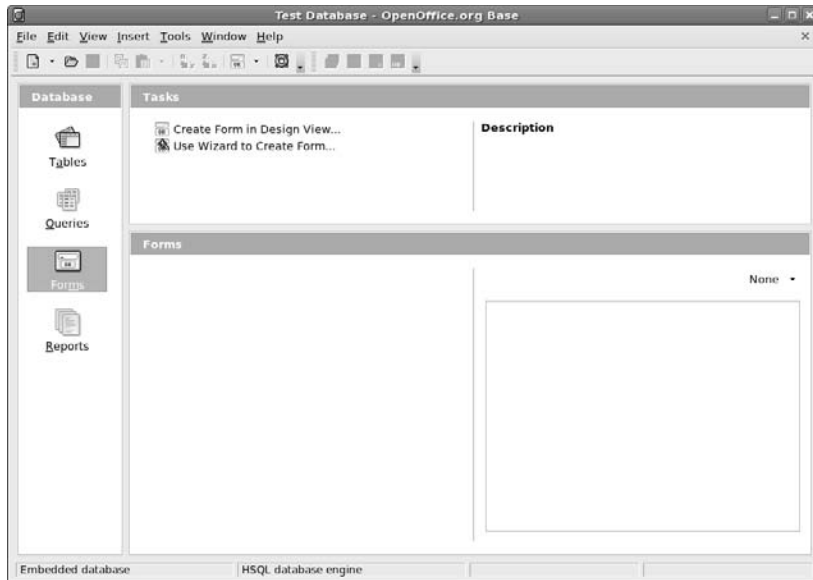 Test Database - OpenOffice.org Base
File Edit View Insert Tools Window Help
Database
Tables
Queries
Forms
Reports
Tasks
Create Form in Design View...
Use Wizard to Create Form...
Description
Forms
None
Embedded database
HSQL database engine